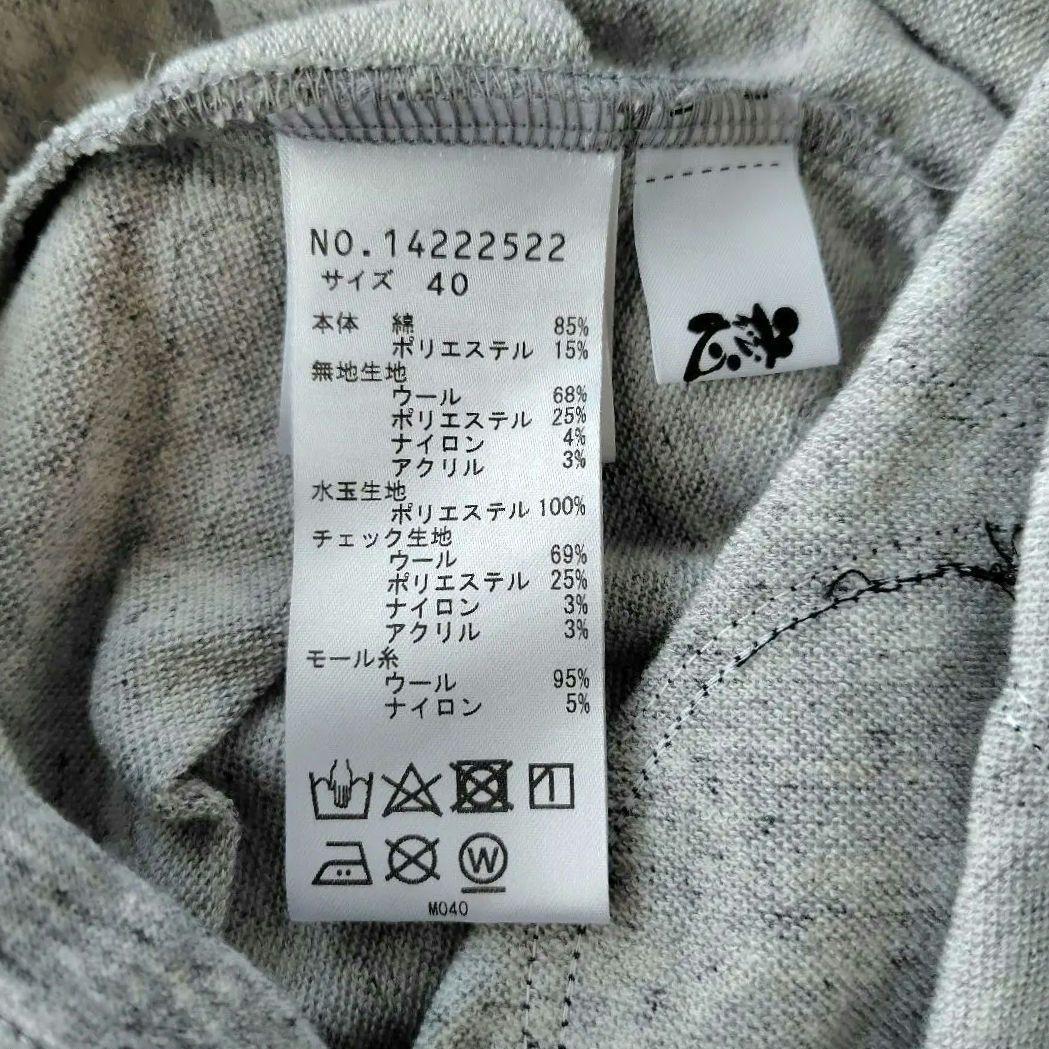 NO.14222522
サイズ 40
本体 綿 85%
ポリエステル 15%
無地生地
ウール 68%
ポリエステル 25%
ナイロン 4%
アクリル 3%
水玉生地
ポリエステル 100%
チェック生地
ウール 69%
ポリエステル 25%
ナイロン 3%
アクリル 3%
モール糸
ウール 95%
ナイロン 5%
W
M040